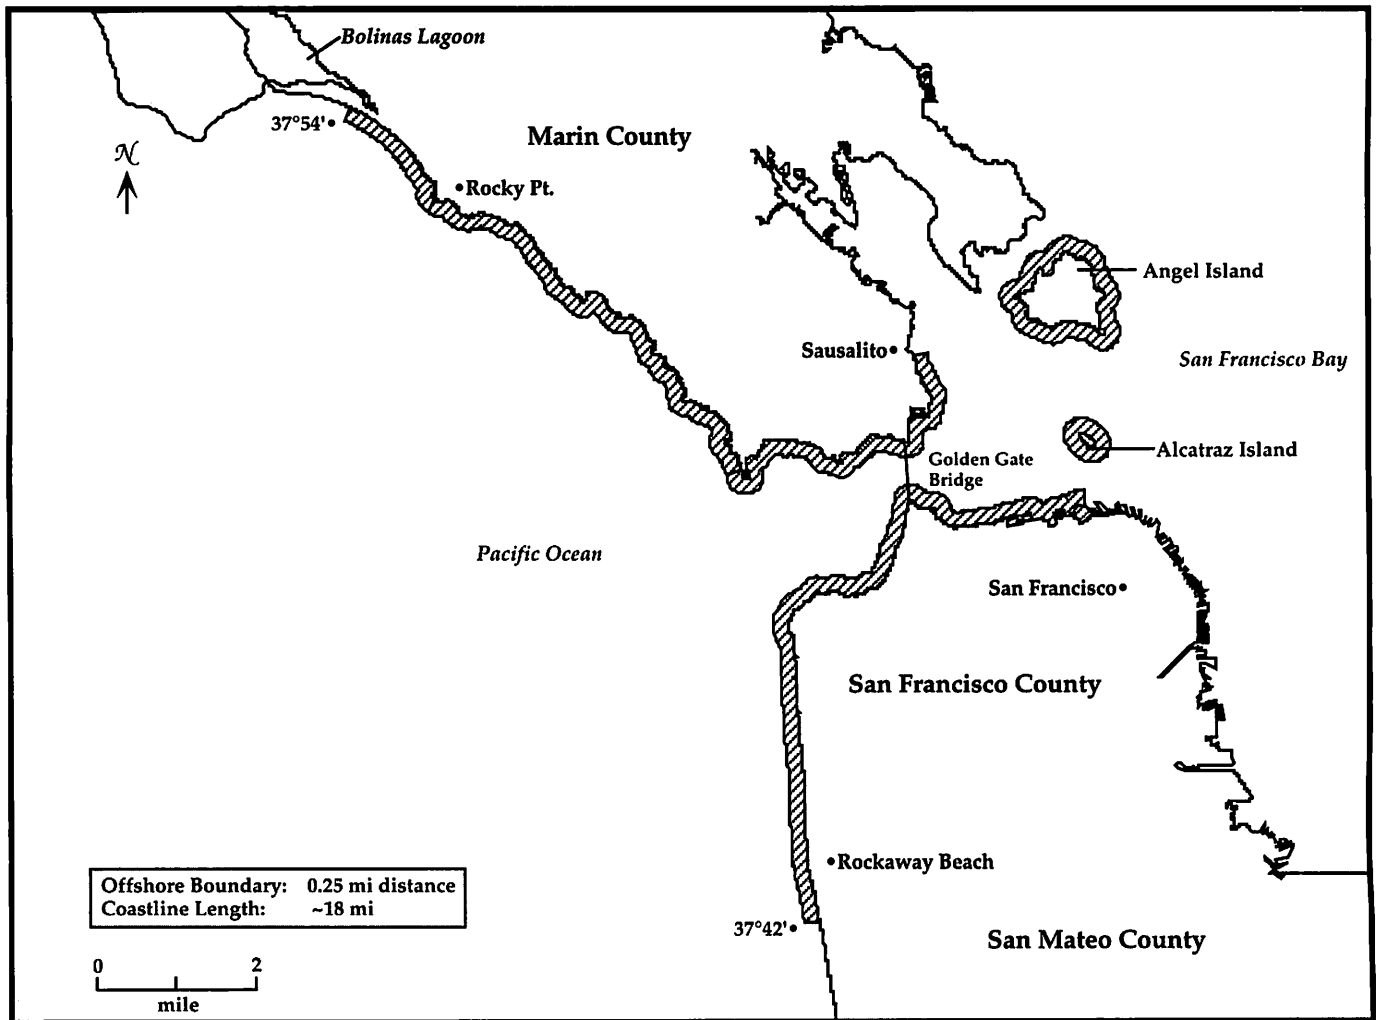 Bolinas Lagoon
37°54'
Marin County
N
Rocky Pt.
Angel Island
San Francisco Bay
Sausalito
Alcatraz Island
Golden Gate
Bridge
Pacific Ocean
San Francisco
San Francisco County
Rockaway Beach
Offshore Boundary: 0.25 mi distance
Coastline Length: ~18 mi
37°42'
San Mateo County
0 2
mile